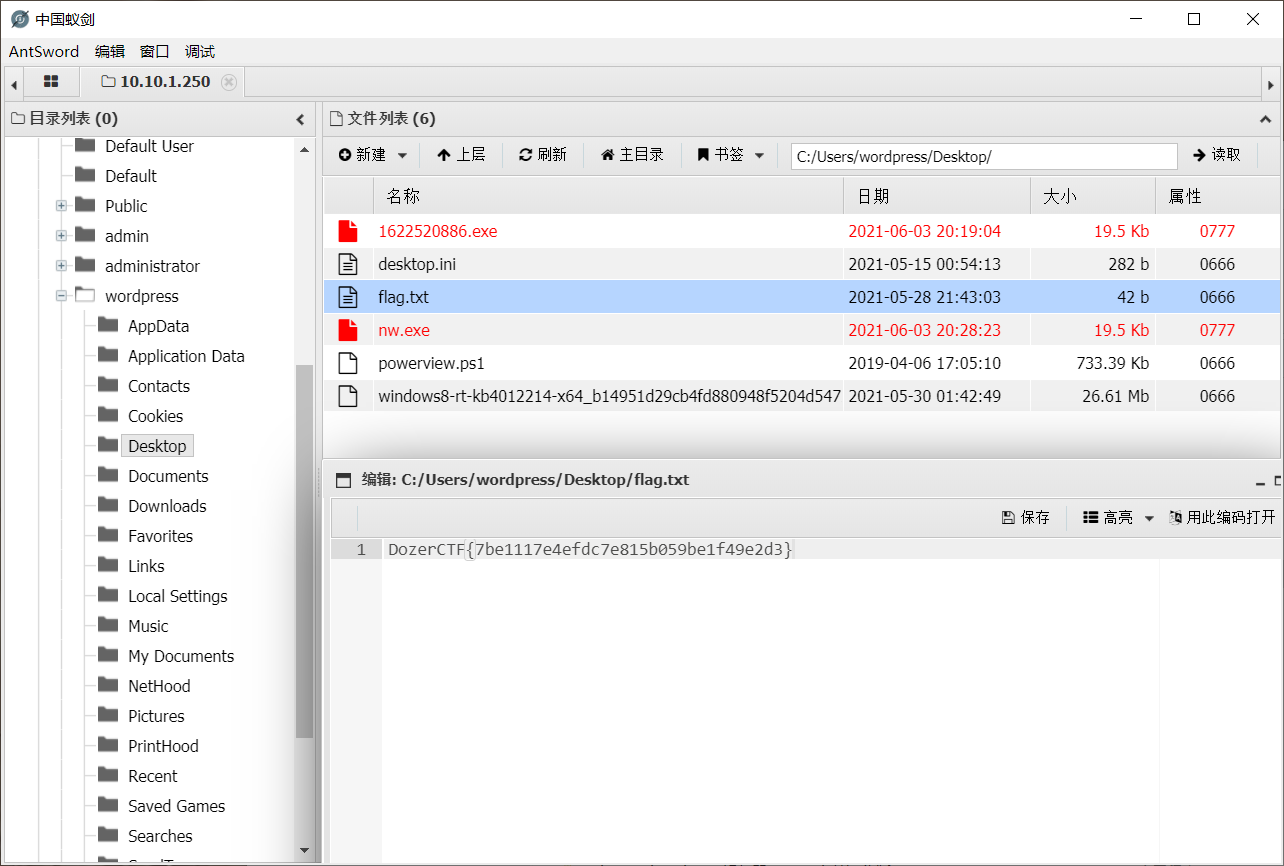 中国蚁剑
AntSword 编辑 窗口 调试
10.10.1.250
目录列表 (0)
Default User
Default
Public
admin
administrator
wordpress
AppData
Application Data
Contacts
Cookies
Desktop
Documents
Downloads
Favorites
Links
Local Settings
Music
My Documents
NetHood
Pictures
PrintHood
Recent
Saved Games
Searches
文件列表 (6)
新建 上层 刷新 主目录 书签 C:/Users/wordpress/Desktop/ 读取
名称 日期 大小 属性
1622520886.exe 2021-06-03 20:19:04 19.5 Kb 0777
desktop.ini 2021-05-15 00:54:13 282 b 0666
flag.txt 2021-05-28 21:43:03 42 b 0666
nw.exe 2021-06-03 20:28:23 19.5 Kb 0777
powerview.ps1 2019-04-06 17:05:10 733.39 Kb 0666
windows8-rt-kb4012214-x64_b14951d29cb4fd880948f5204d547 2021-05-30 01:42:49 26.61 Mb 0666
编辑: C:/Users/wordpress/Desktop/flag.txt
保存 高亮 用此编码打开
1 DozerCTF{7be1117e4efdc7e815b059be1f49e2d3}